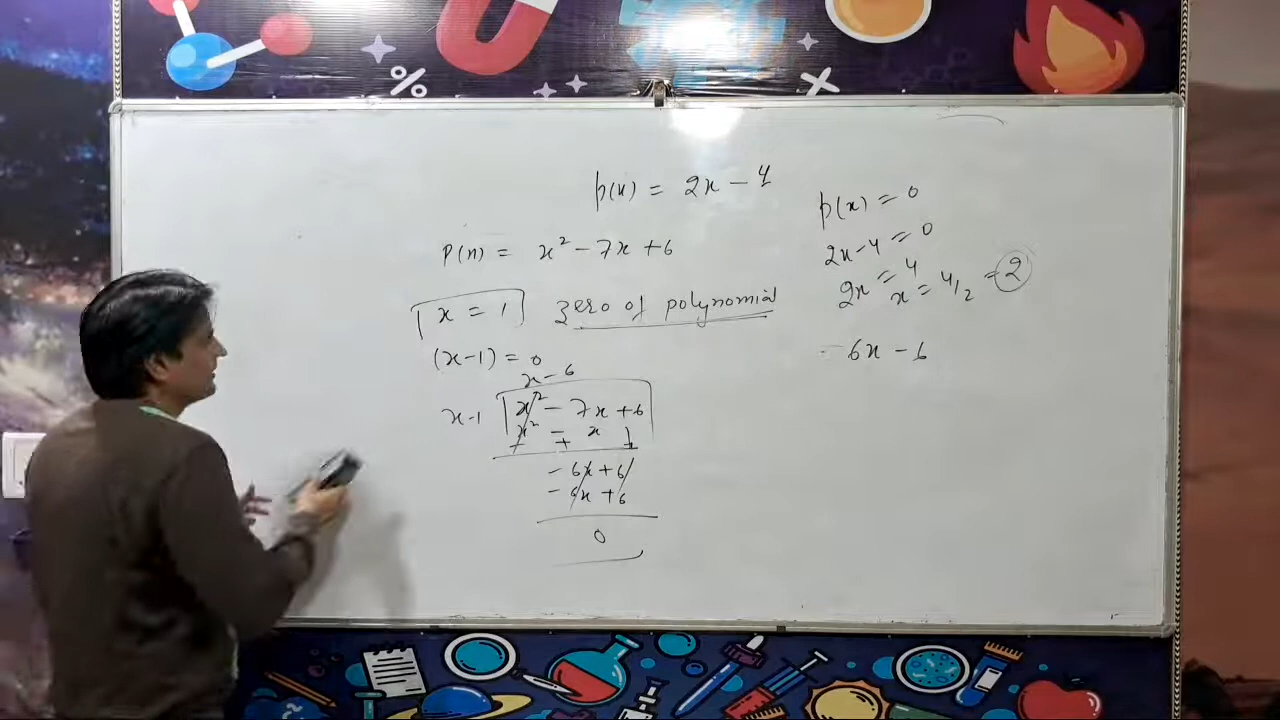 p(x) = 2x - 4
P(x) = x² - 7x + 6
x = 1 zero of polynomial
(x-1) = 0
x - 6
x-1 x² - 7x + 6
x² - x
- + 
- 6x + 6
- 6x + 6
0
p(x) = 0
2x - 4 = 0
2x = 4
x = 4/2 = 2
- 6x - 6
%